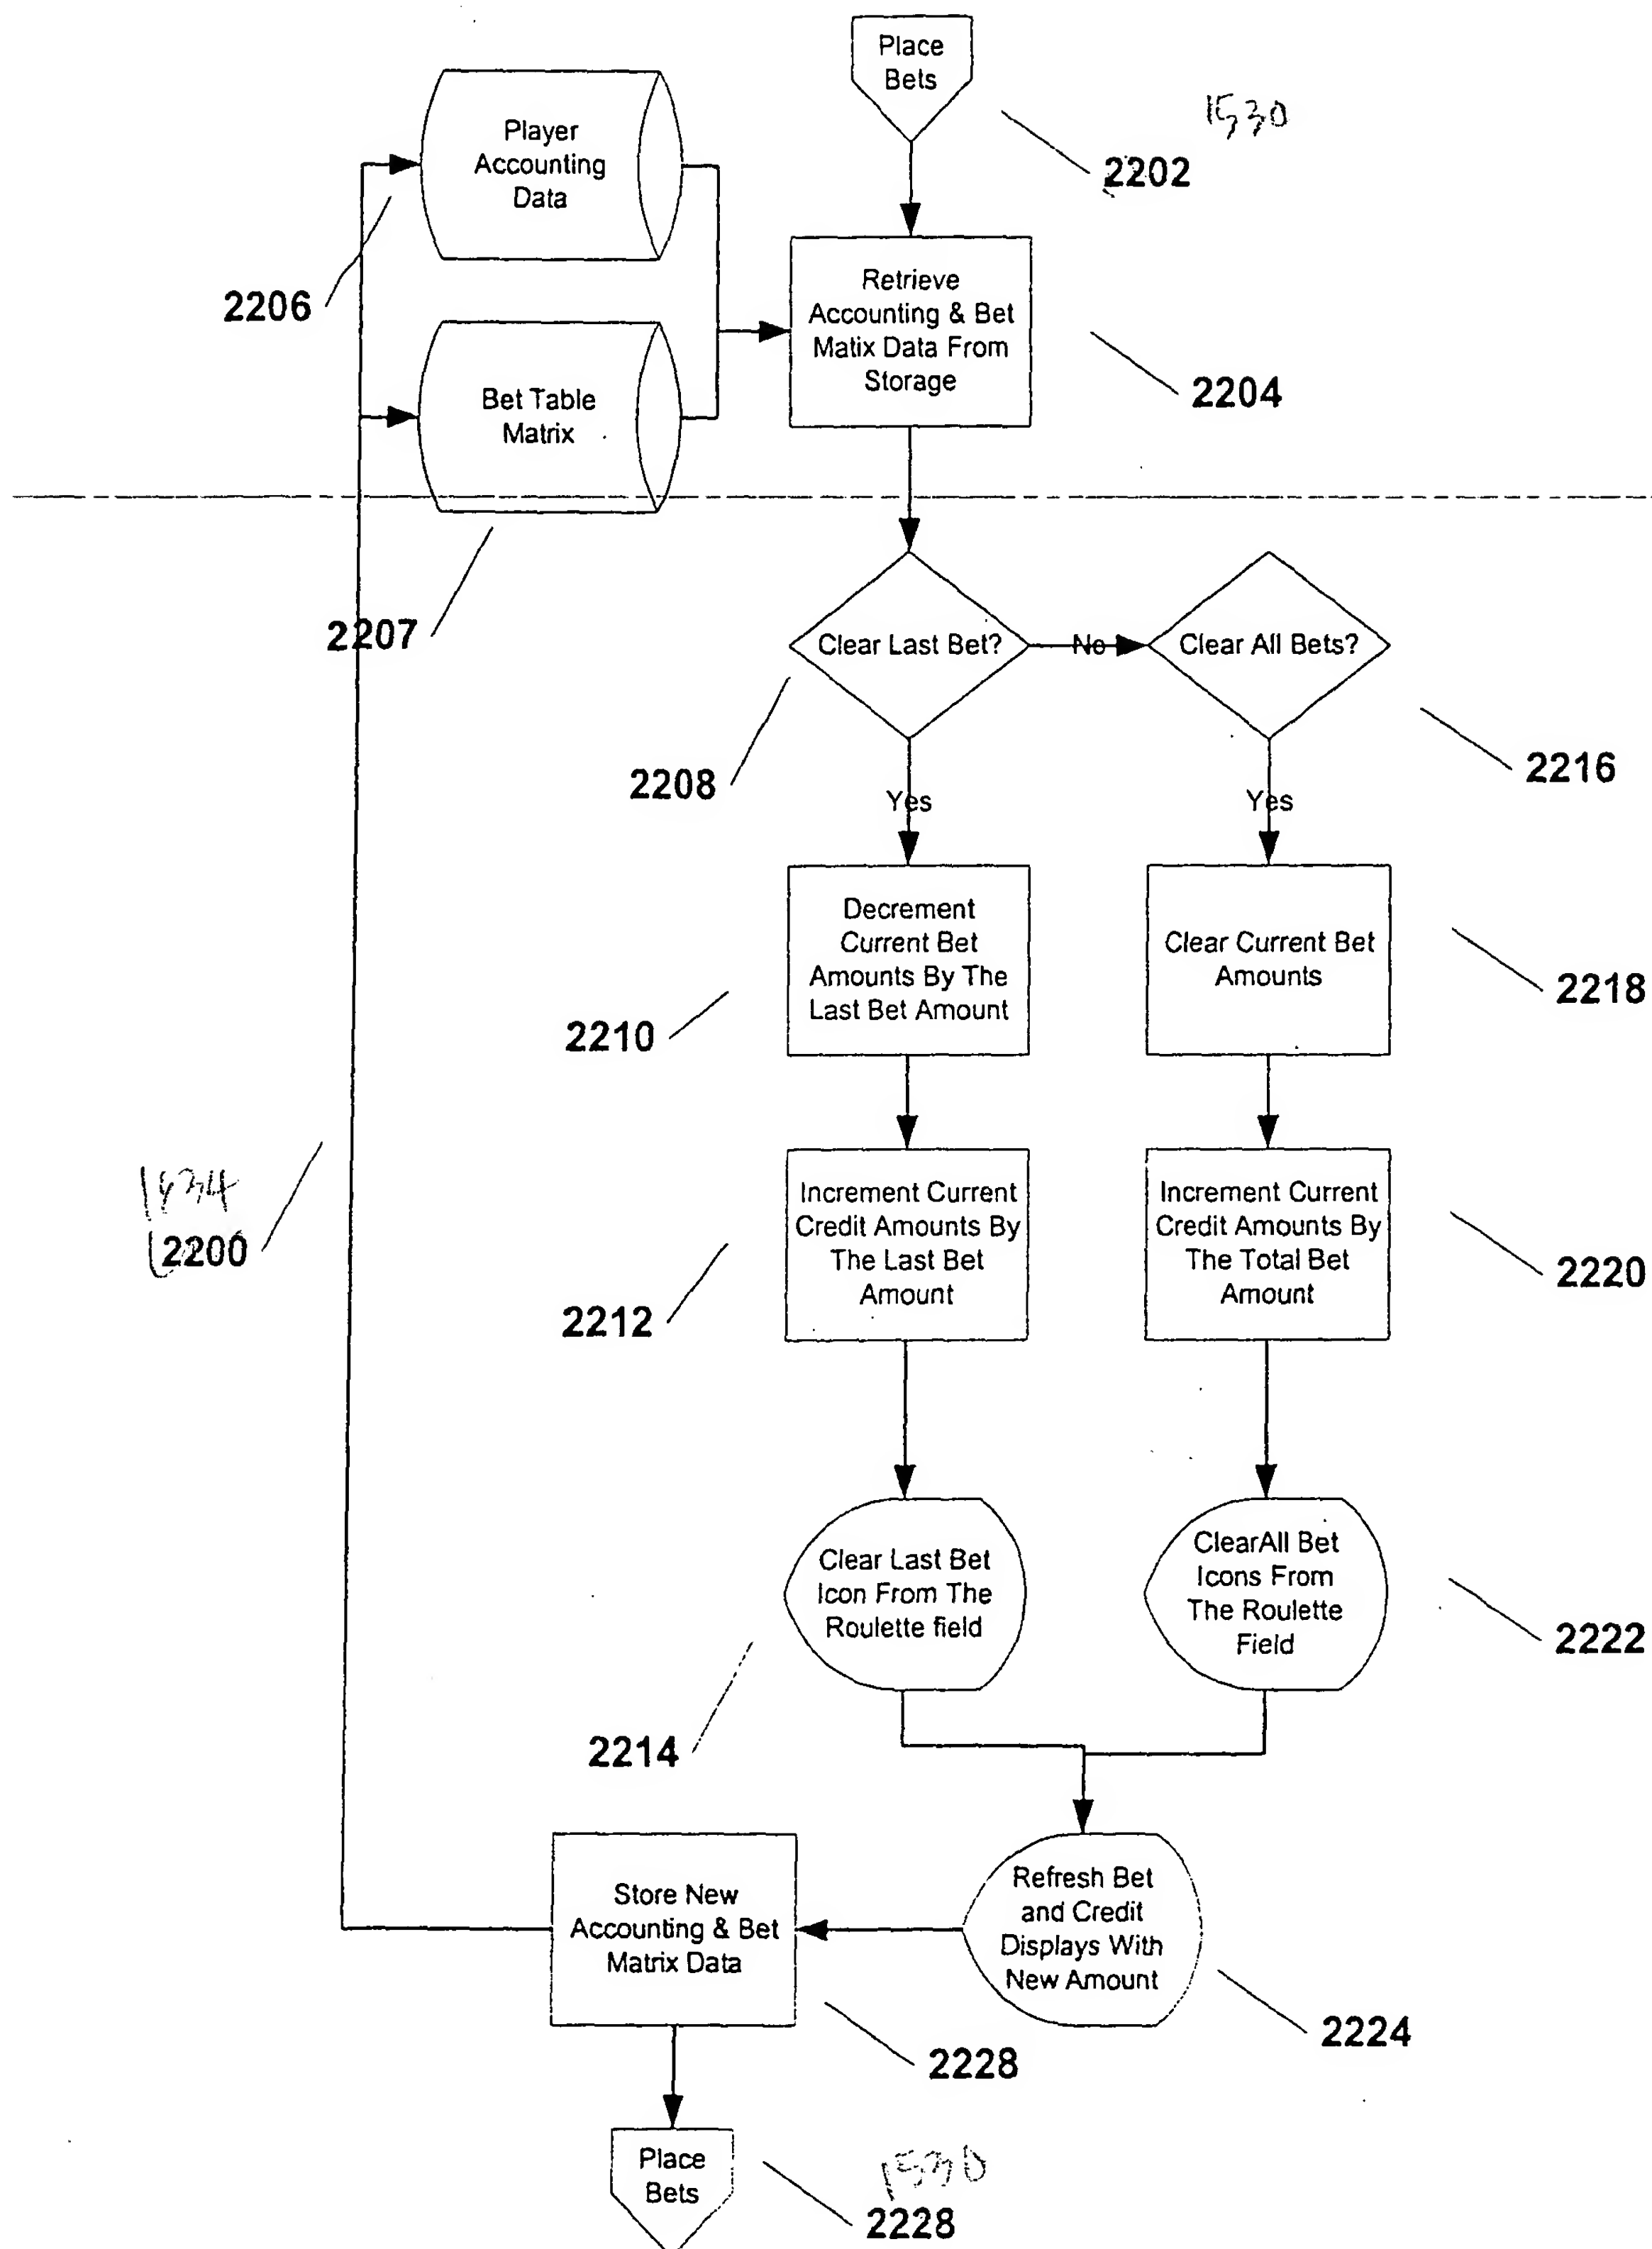 Place
Bets
1530
2202
Player
Accounting
Data
2206
Retrieve
Accounting & Bet
Matix Data From
Storage
2204
Bet Table
Matrix
2207
Clear Last Bet?
No
Clear All Bets?
2208
2216
Yes
Yes
Decrement
Current Bet
Amounts By The
Last Bet Amount
2210
Clear Current Bet
Amounts
2218
1534
2200
Increment Current
Credit Amounts By
The Last Bet
Amount
2212
Increment Current
Credit Amounts By
The Total Bet
Amount
2220
Clear Last Bet
Icon From The
Roulette field
2214
ClearAll Bet
Icons From
The Roulette
Field
2222
Store New
Accounting & Bet
Matrix Data
2228
Refresh Bet
and Credit
Displays With
New Amount
2224
Place
Bets
1530
2228